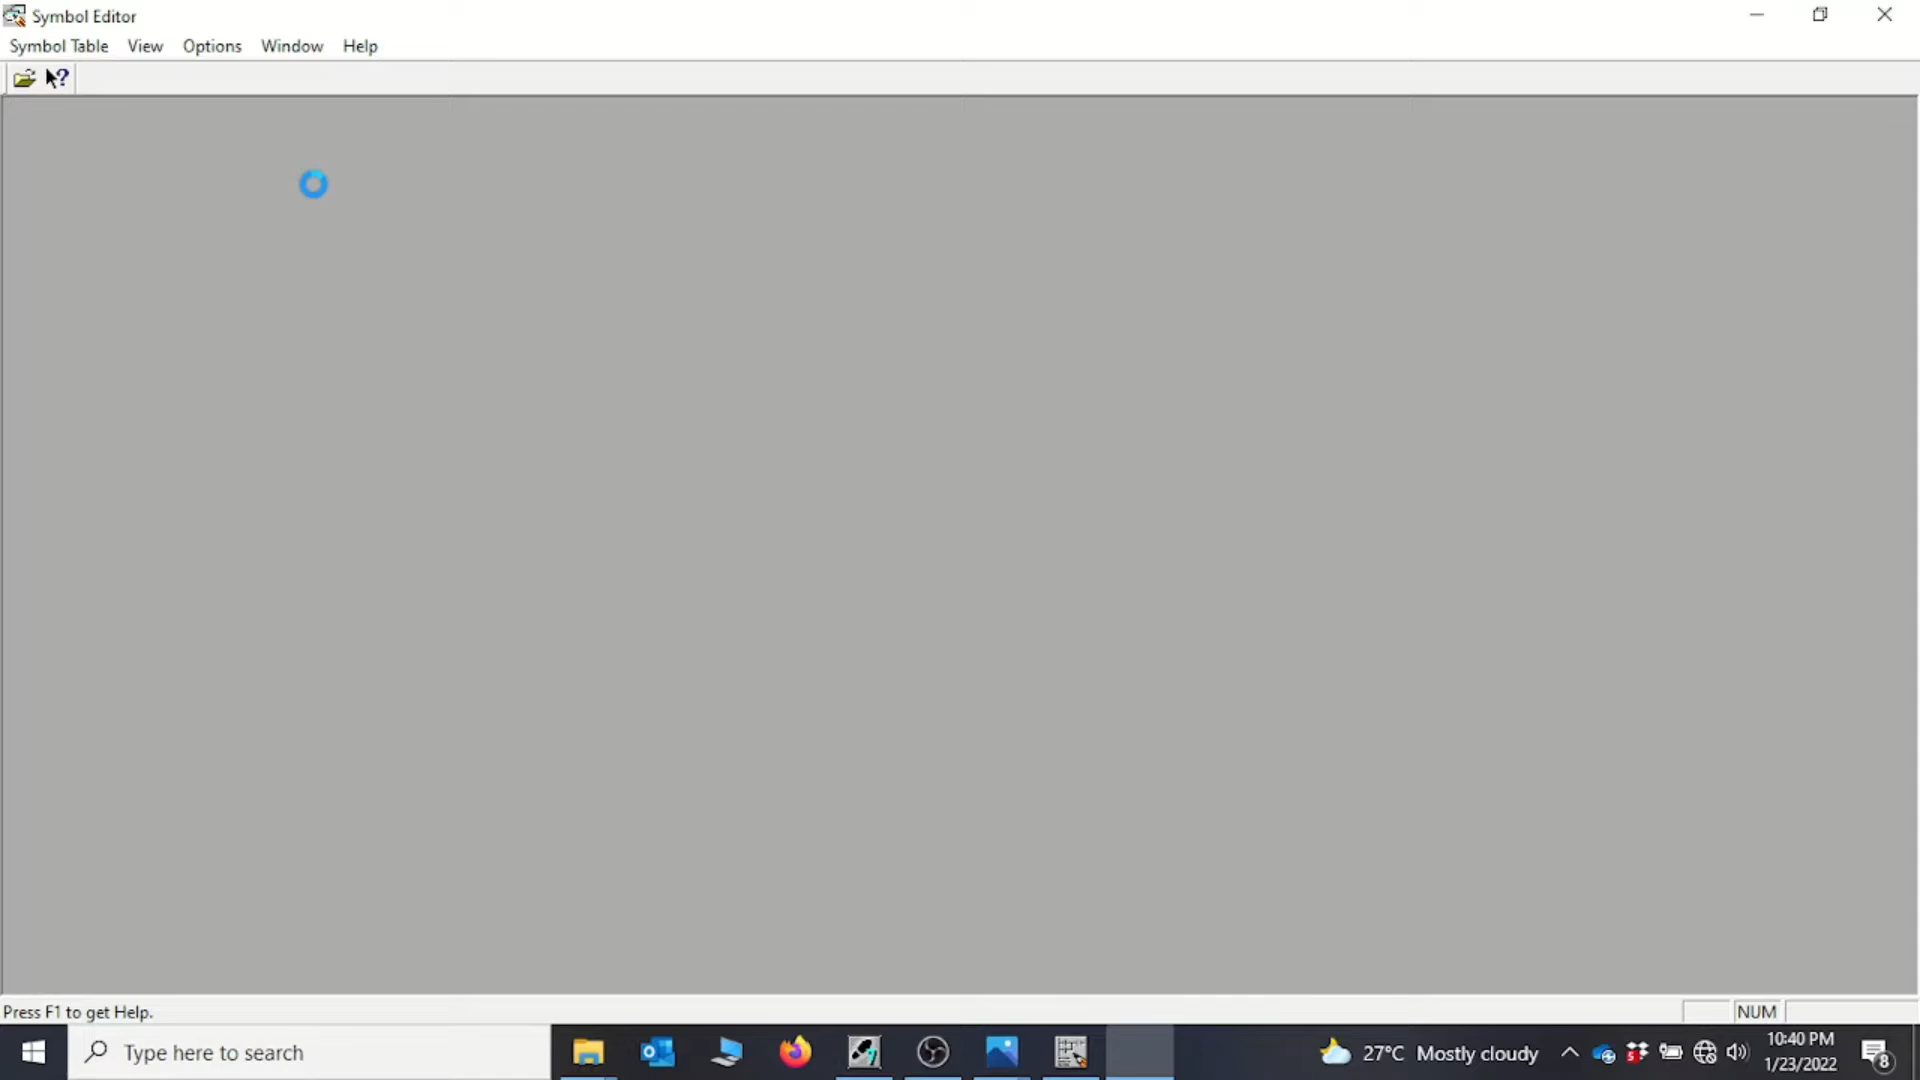 Symbol Editor
Symbol Table View Options Window Help
?
Press F1 to get Help.
NUM
Type here to search
27°C Mostly cloudy
10:40 PM
1/23/2022
8